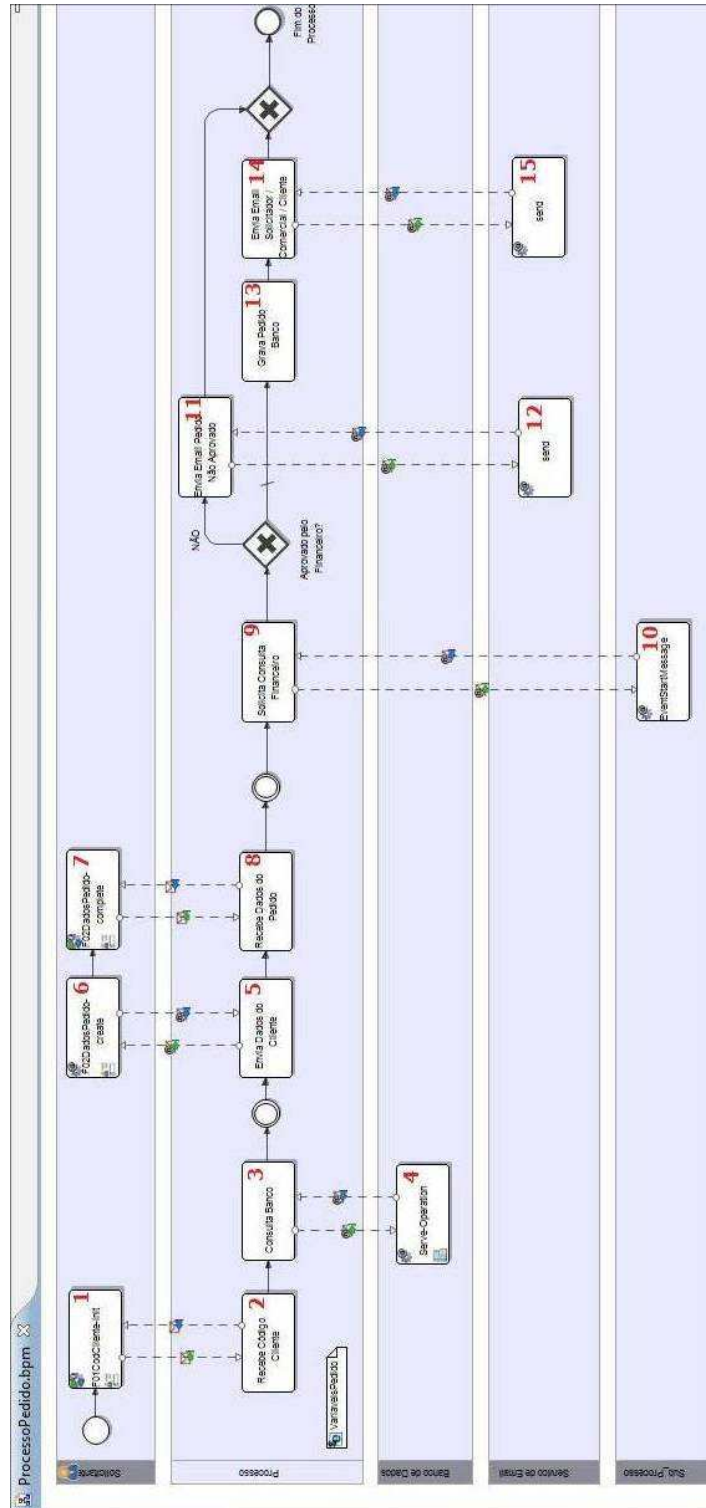 ProcessoPedido.bpm
Solicitante
1
F01CodCliente-init
6
F02DadosPedido-
create
7
F02DadosPedido-
complete
Processo
2
Recebe Código
Cliente
VariaveisPedido
3
Consulta Banco
5
Envia Dados do
Cliente
8
Recebe Dados do
Pedido
9
Solicita Consulta
Financeiro
Aprovado pelo
Financeiro?
NÃO
11
Envia Email Pedido
Não Aprovado
13
Grava Pedido
Banco
14
Envia Email
Solicitador /
Comercial / Cliente
Fim do
Processo
Banco de Dados
4
Serve-Operation
Servico de Email
12
send
15
send
Sub_Processo
10
EventStartMessage